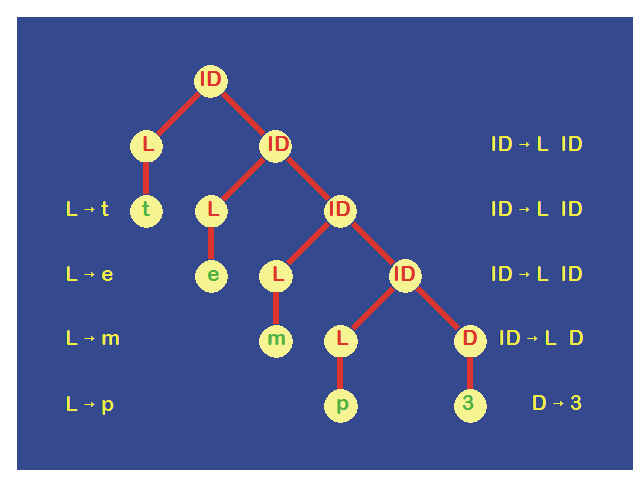 ID
L ID ID → L ID
L → t t L ID ID → L ID
L → e e L ID ID → L ID
L → m m L D ID → L D
L → p p 3 D → 3